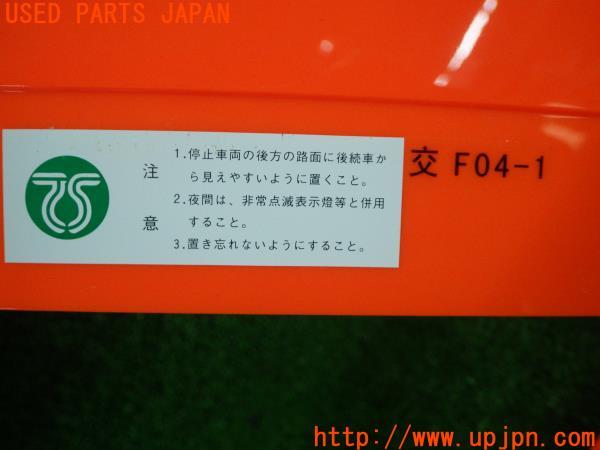 USED PARTS JAPAN
注意
1.停止車両の後方の路面に後続車か
ら見えやすいように置くこと。
2.夜間は、非常点滅表示燈等と併用
すること。
3.置き忘れないようにすること。
交 F04-1
http://www.upjpn.com